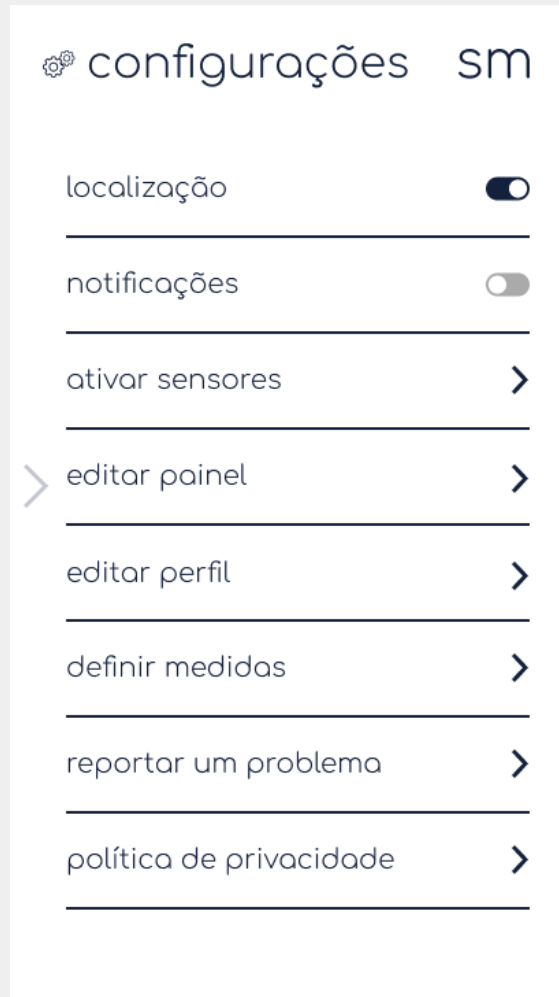 configurações sm
localização
notificações
ativar sensores
editar painel
editar perfil
definir medidas
reportar um problema
política de privacidade